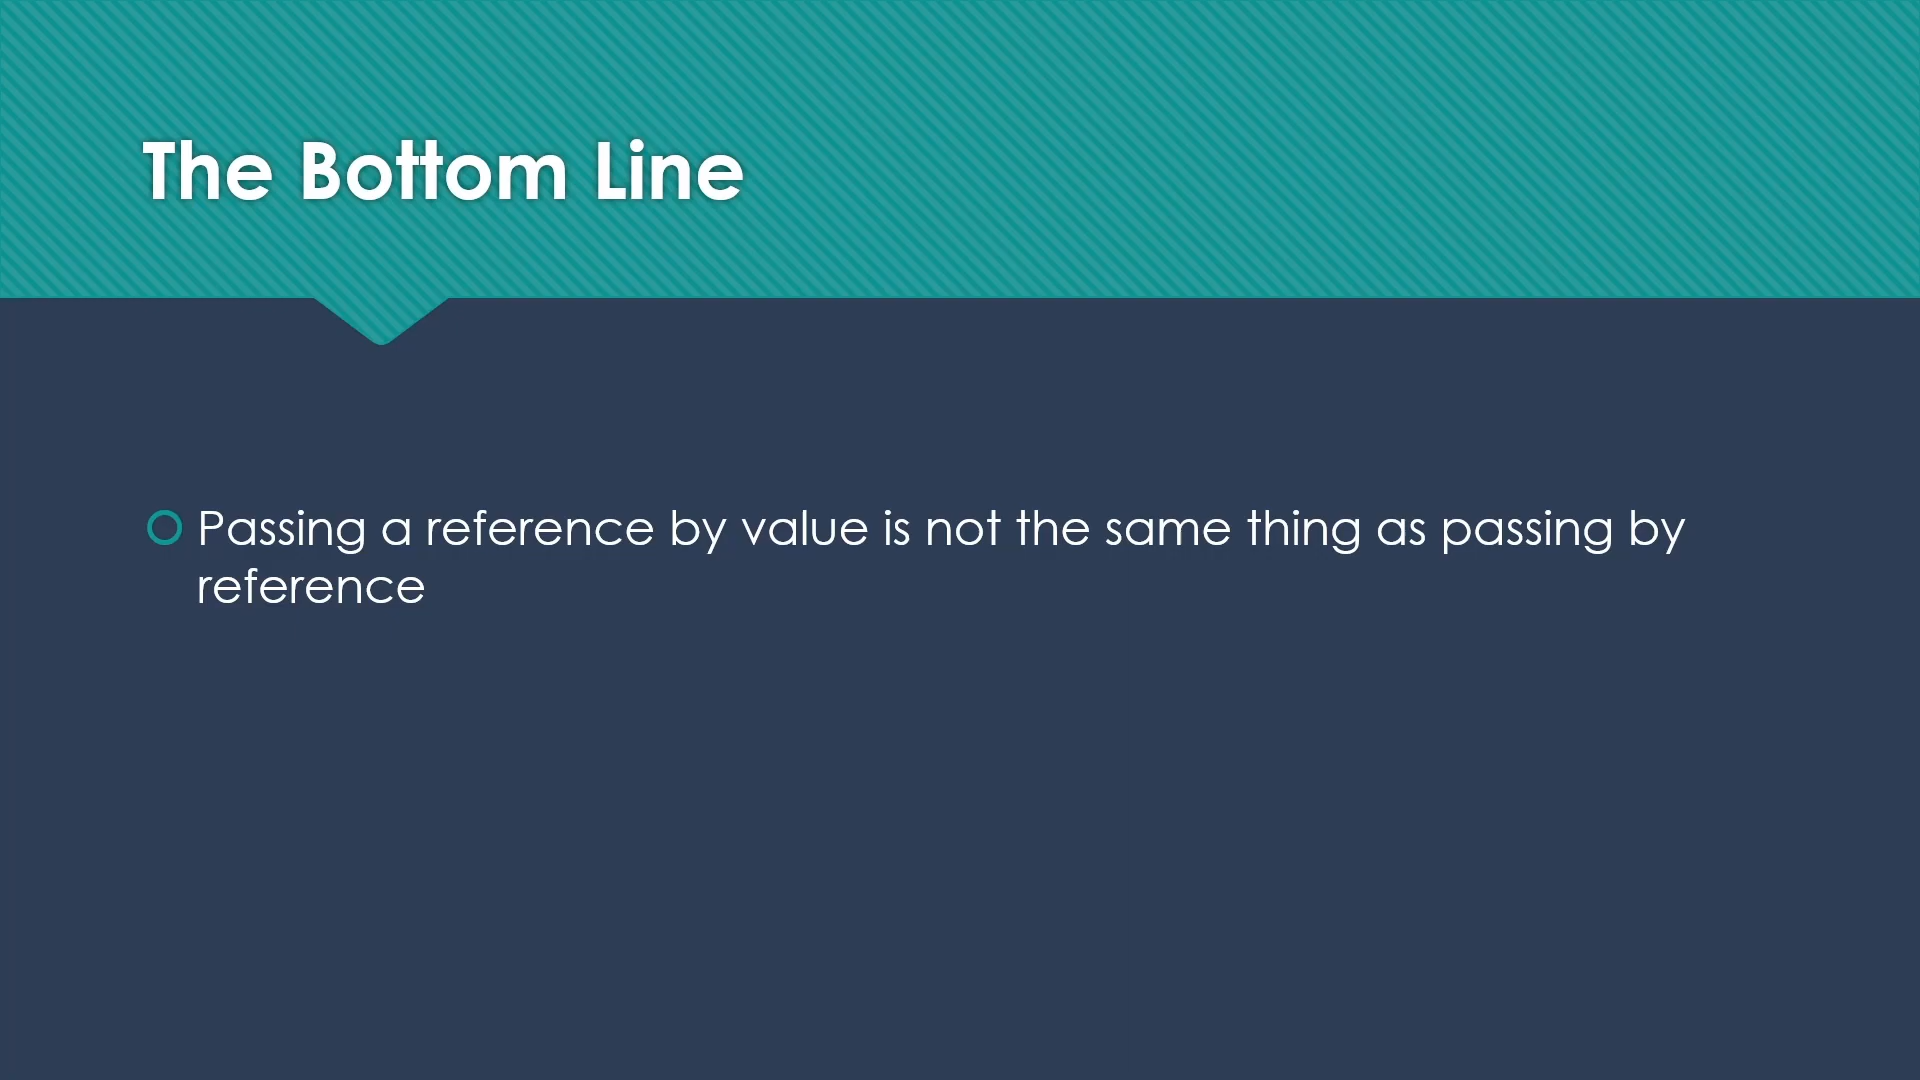 The Bottom Line
Passing a reference by value is not the same thing as passing by
reference